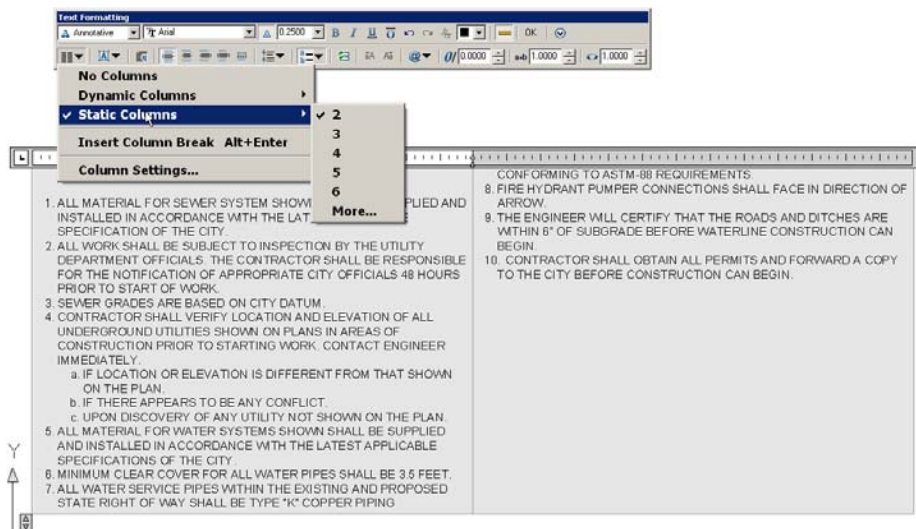 Text Formatting
Annotative Arial 0.2500 B I U O OK
@ 0/ 0.0000 a•b 1.0000 1.0000
No Columns
Dynamic Columns
Static Columns
Insert Column Break Alt+Enter
Column Settings...
2
3
4
5
6
More...
1. ALL MATERIAL FOR SEWER SYSTEM PLIED AND
INSTALLED IN ACCORDANCE WITH THE
SPECIFICATION OF THE CITY.
2. ALL WORK SHALL BE SUBJECT TO INSPECTION BY THE UTILITY
DEPARTMENT OFFICIALS. THE CONTRACTOR SHALL BE RESPONSIBLE
FOR THE NOTIFICATION OF APPROPRIATE CITY OFFICIALS 48 HOURS
PRIOR TO START OF WORK.
3. SEWER GRADES ARE BASED ON CITY DATUM.
4. CONTRACTOR SHALL VERIFY LOCATION AND ELEVATION OF ALL
UNDERGROUND UTILITIES SHOWN ON PLANS IN AREAS OF
CONSTRUCTION PRIOR TO STARTING WORK. CONTACT ENGINEER
IMMEDIATELY.
a. IF LOCATION OR ELEVATION IS DIFFERENT FROM THAT SHOWN
ON THE PLAN.
b. IF THERE APPEARS TO BE ANY CONFLICT.
c. UPON DISCOVERY OF ANY UTILITY NOT SHOWN ON THE PLAN.
5. ALL MATERIAL FOR WATER SYSTEMS SHOWN SHALL BE SUPPLIED
AND INSTALLED IN ACCORDANCE WITH THE LATEST APPLICABLE
SPECIFICATIONS OF THE CITY.
6. MINIMUM CLEAR COVER FOR ALL WATER PIPES SHALL BE 3.5 FEET.
7. ALL WATER SERVICE PIPES WITHIN THE EXISTING AND PROPOSED
STATE RIGHT OF WAY SHALL BE TYPE "K" COPPER PIPING
CONFORMING TO ASTM-88 REQUIREMENTS.
8. FIRE HYDRANT PUMPER CONNECTIONS SHALL FACE IN DIRECTION OF
ARROW.
9. THE ENGINEER WILL CERTIFY THAT THE ROADS AND DITCHES ARE
WITHIN 6" OF SUBGRADE BEFORE WATERLINE CONSTRUCTION CAN
BEGIN.
10. CONTRACTOR SHALL OBTAIN ALL PERMITS AND FORWARD A COPY
TO THE CITY BEFORE CONSTRUCTION CAN BEGIN.
Y